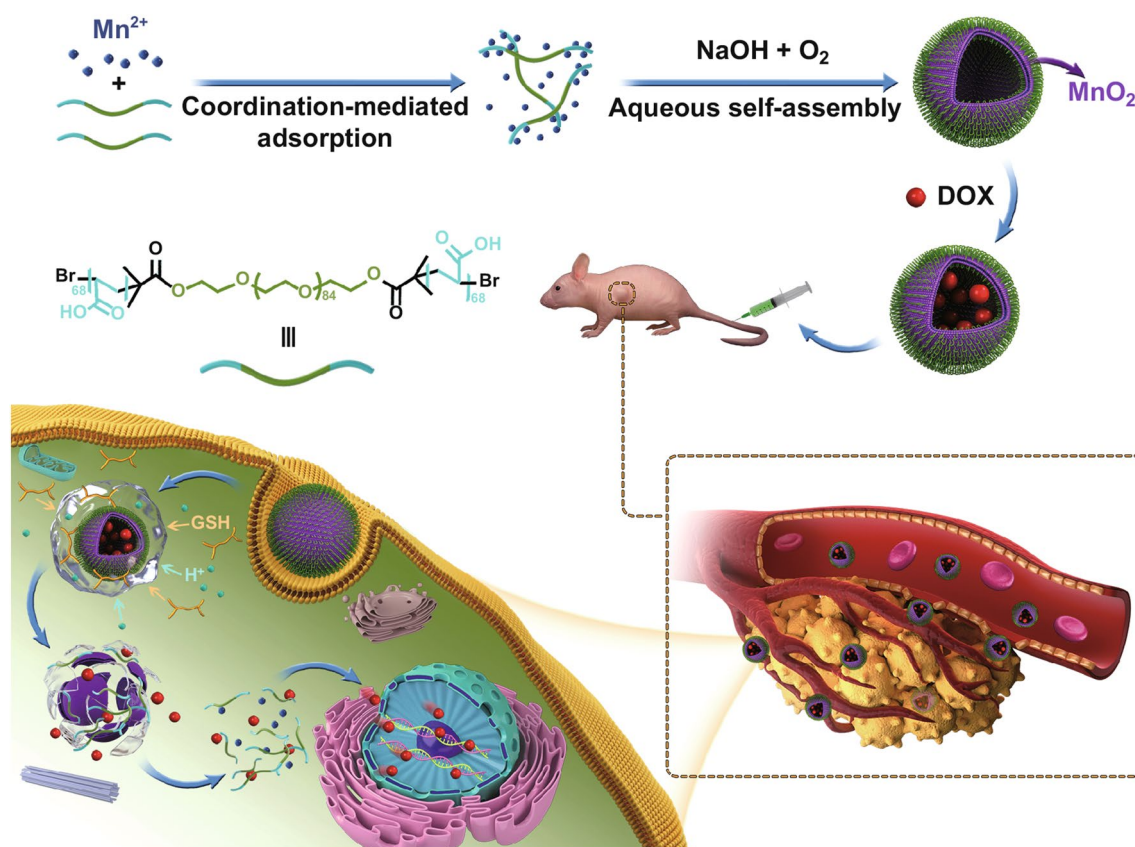 Mn²⁺
+
Coordination-mediated
adsorption
NaOH + O₂
Aqueous self-assembly
MnO₂
DOX
Br
68
HO
O
O
O
O
O
84
O
O
O
OH
Br
68
≡
GSH
H⁺